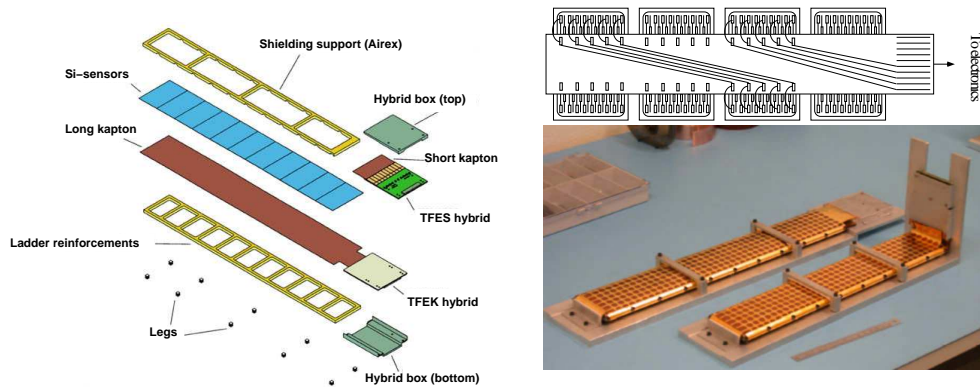 Shielding support (Airex)
Si-sensors
Hybrid box (top)
Long kapton
Short kapton
TFES hybrid
Ladder reinforcements
TFEK hybrid
Legs
Hybrid box (bottom)
To electronics